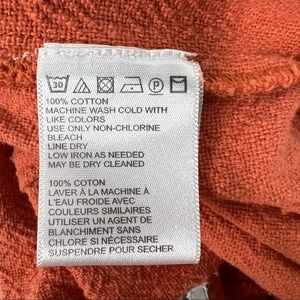 30
P
100% COTTON
MACHINE WASH COLD WITH
LIKE COLORS
USE ONLY NON-CHLORINE
BLEACH
LINE DRY
LOW IRON AS NEEDED
MAY BE DRY CLEANED
100% COTON
LAVER À LA MACHINE À
L'EAU FROIDE AVEC
COULEURS SIMILAIRES
UTILISER UN AGENT DE
BLANCHIMENT SANS
CHLORE SI NÉCESSAIRE
SUSPENDRE POUR SECHER